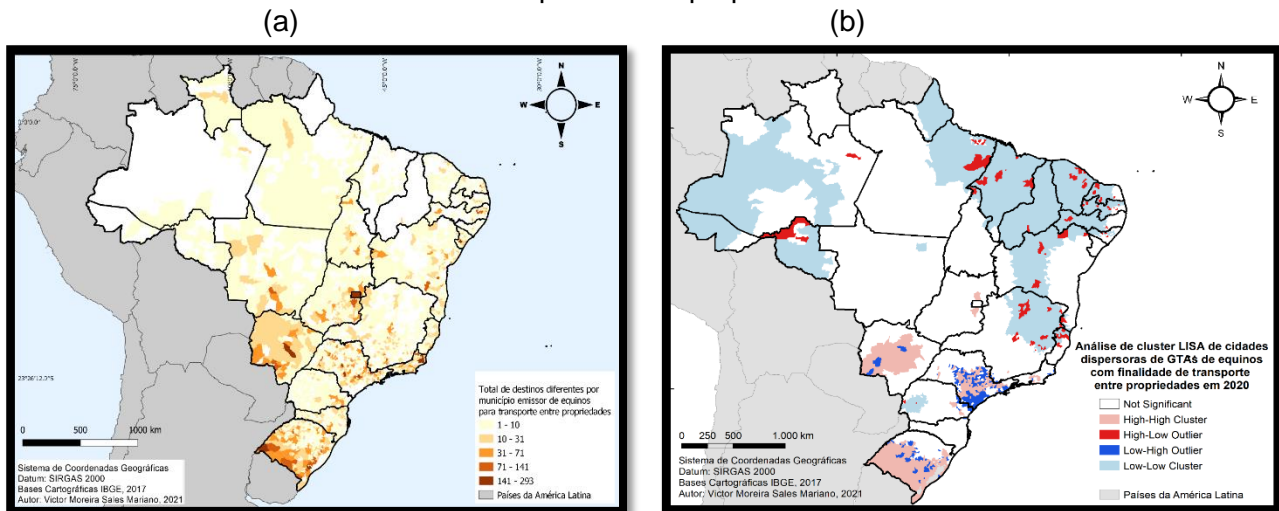 (a)
(b)
N
W
E
S
Total de destinos diferentes por
município emissor de equinos
para transporte entre propriedades
1 - 10
10 - 31
31 - 71
71 - 141
141 - 293
Países da América Latina
0
500
1000 km
Sistema de Coordenadas Geográficas
Datum: SIRGAS 2000
Bases Cartográficas IBGE, 2017
Autor: Victor Moreira Sales Mariano, 2021
N
W
E
S
Análise de cluster LISA de cidades
dispersoras de GTAs de equinos
com finalidade de transporte
entre propriedades em 2020
Not Significant
High-High Cluster
High-Low Outlier
Low-High Outlier
Low-Low Cluster
Países da América Latina
0
250
500
1.000 km
Sistema de Coordenadas Geográficas
Datum: SIRGAS 2000
Bases Cartográficas IBGE, 2017
Autor: Victor Moreira Sales Mariano, 2021